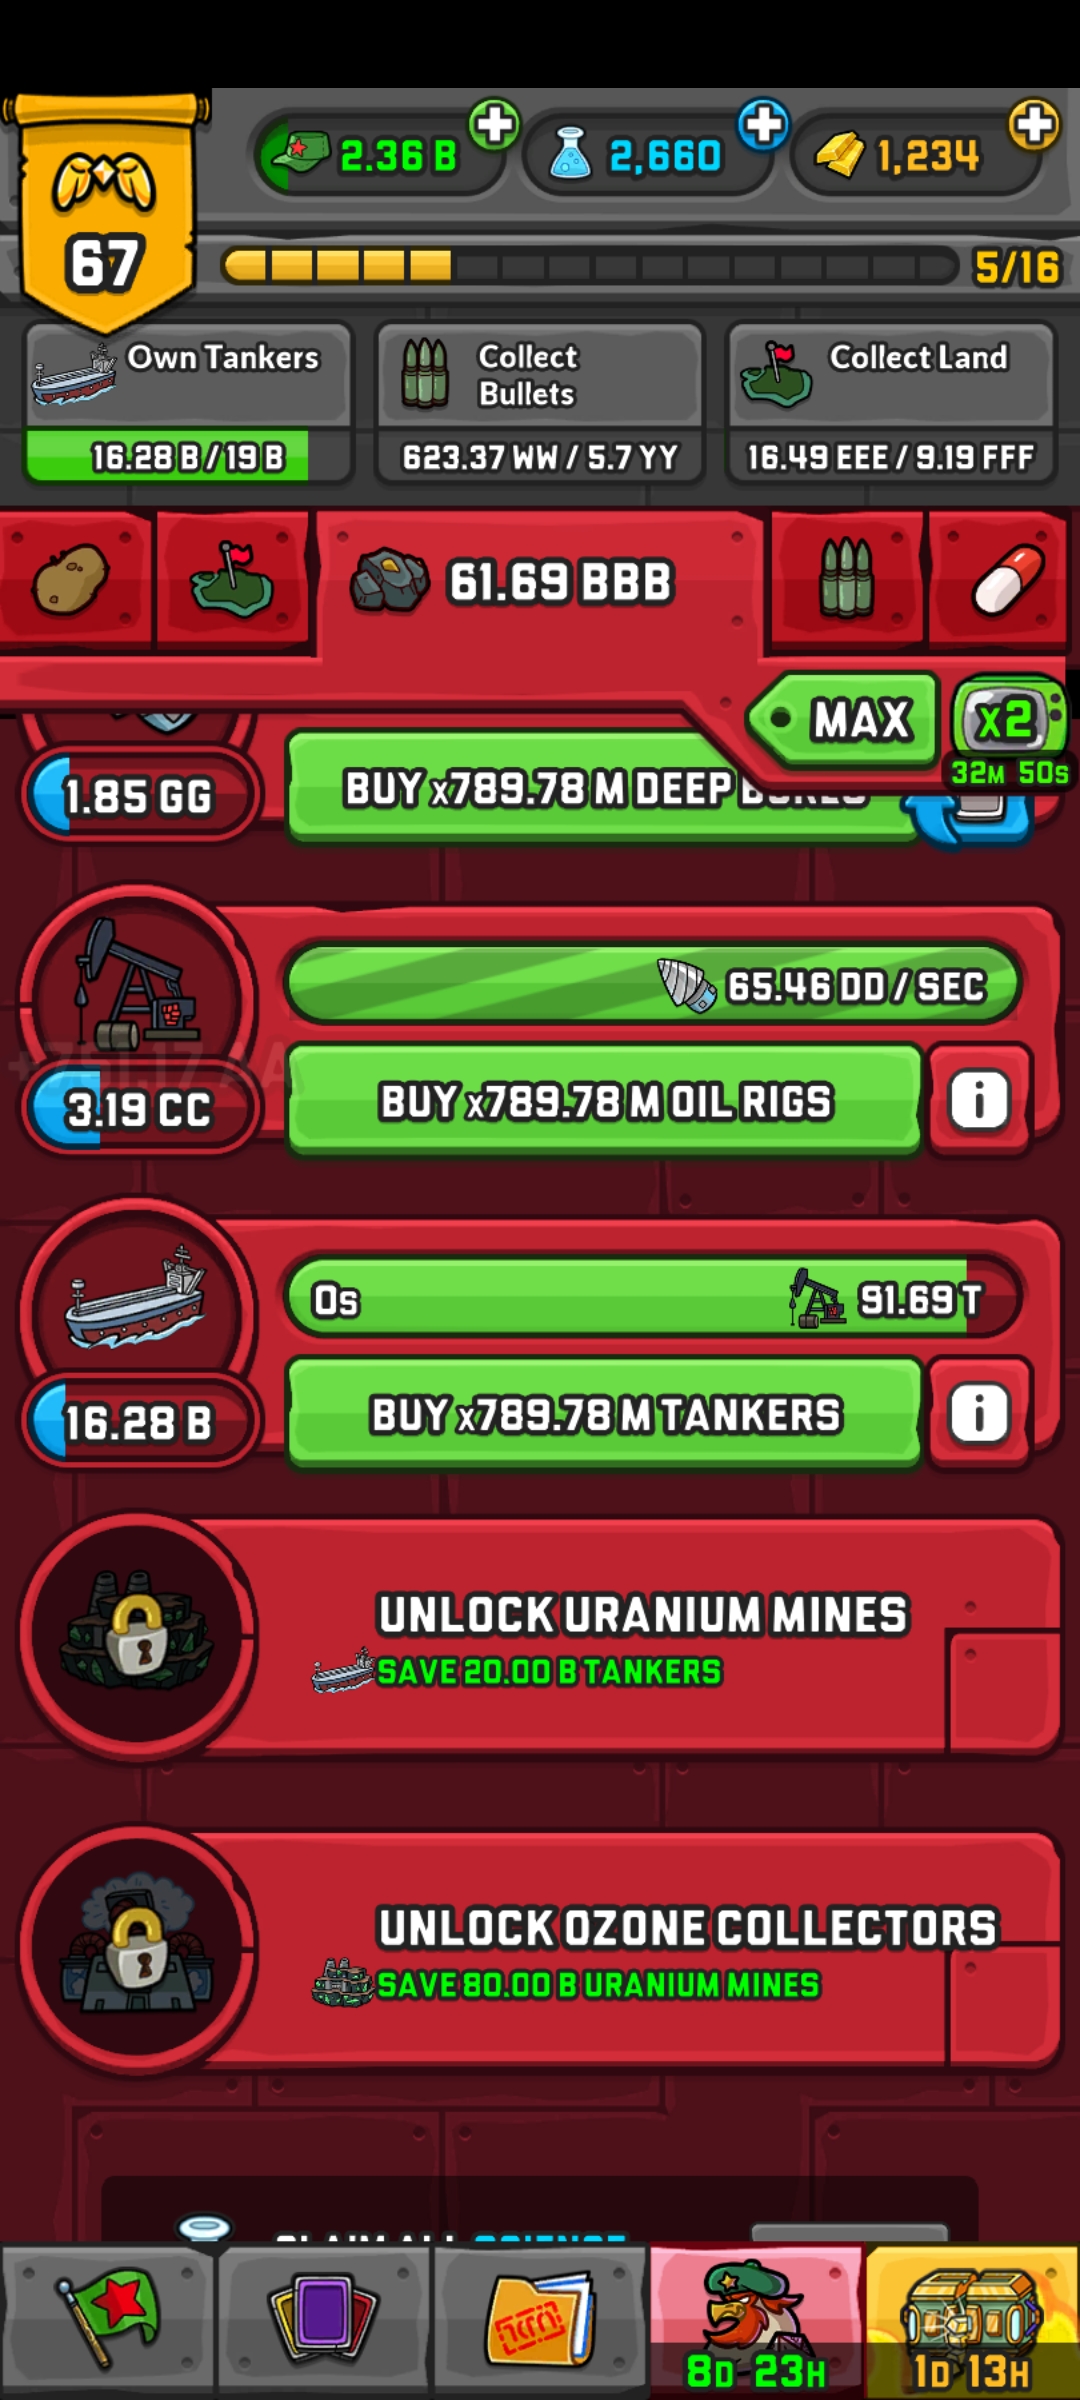 2.36 B
2,660
1,234
67
5/16
Own Tankers
16.28 B / 19 B
Collect
Bullets
623.37 WW / 5.7 YY
Collect Land
16.49 EEE / 9.19 FFF
61.69 BBB
MAX
x2
32M 50S
1.85 GG
BUY x789.78 M DEEP BORES
65.46 DD / SEC
3.19 CC
BUY x789.78 M OIL RIGS
i
0s
91.69 T
16.28 B
BUY x789.78 M TANKERS
i
UNLOCK URANIUM MINES
SAVE 20.00 B TANKERS
UNLOCK OZONE COLLECTORS
SAVE 80.00 B URANIUM MINES
CLAIM ALL SCIENCE
8D 23H
1D 13H